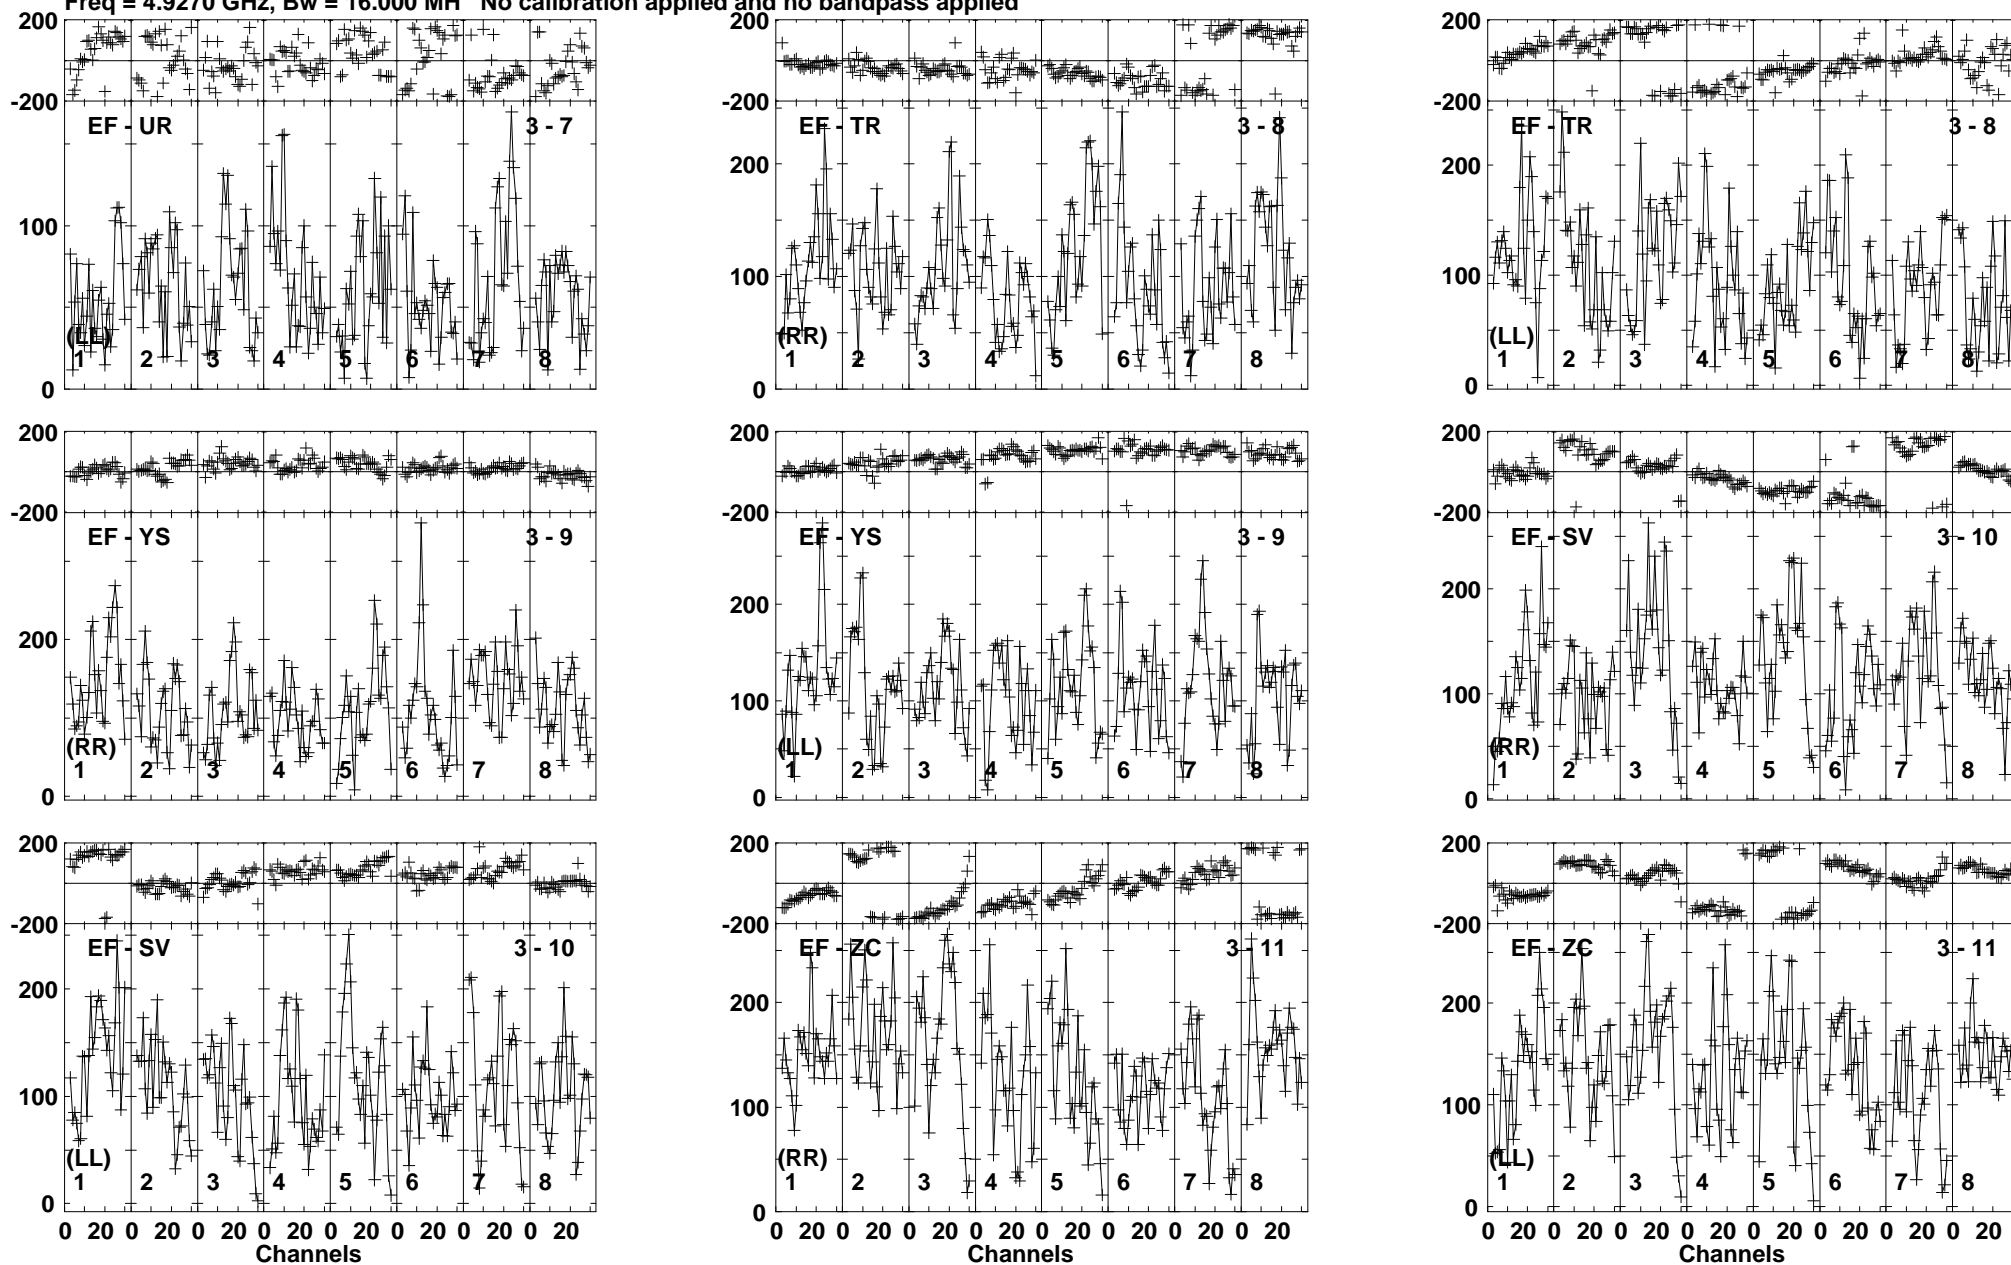 Freq = 4.9270 GHz, Bw = 16.000 MH No calibration applied and no bandpass applied
200 200 200
-200 -200 -200
EF - UR 3 - 7 EF - TR 3 - 8 EF - TR 3 - 8
200 200
100 100 100
(LL) (RR) (LL)
1 2 3 4 5 6 7 8 1 2 3 4 5 6 7 8 1 2 3 4 5 6 7 8
0 0 0
200 200 200
-200 -200 -200
EF - YS 3 - 9 EF - YS 3 - 9 EF - SV 3 - 10
200 200 200
100 100
(RR) (LL) (RR)
1 2 3 4 5 6 7 8 1 2 3 4 5 6 7 8 1 2 3 4 5 6 7 8
0 0 0
200 200 200
-200 -200 -200
EF - SV 3 - 10 EF - ZC 3 - 11 EF - ZC 3 - 11
200 200 200
100 100 100
(LL) (RR) (LL)
1 2 3 4 5 6 7 8 1 2 3 4 5 6 7 8 1 2 3 4 5 6 7 8
0 0 0
0 20 0 20 0 20 0 20 0 20 0 20 0 20 0 20 0 20 0 20 0 20 0 20 0 20 0 20 0 20 0 20 0 20 0 20 0 20 0 20 0 20 0 20 0 20 0 20
Channels Channels Channels